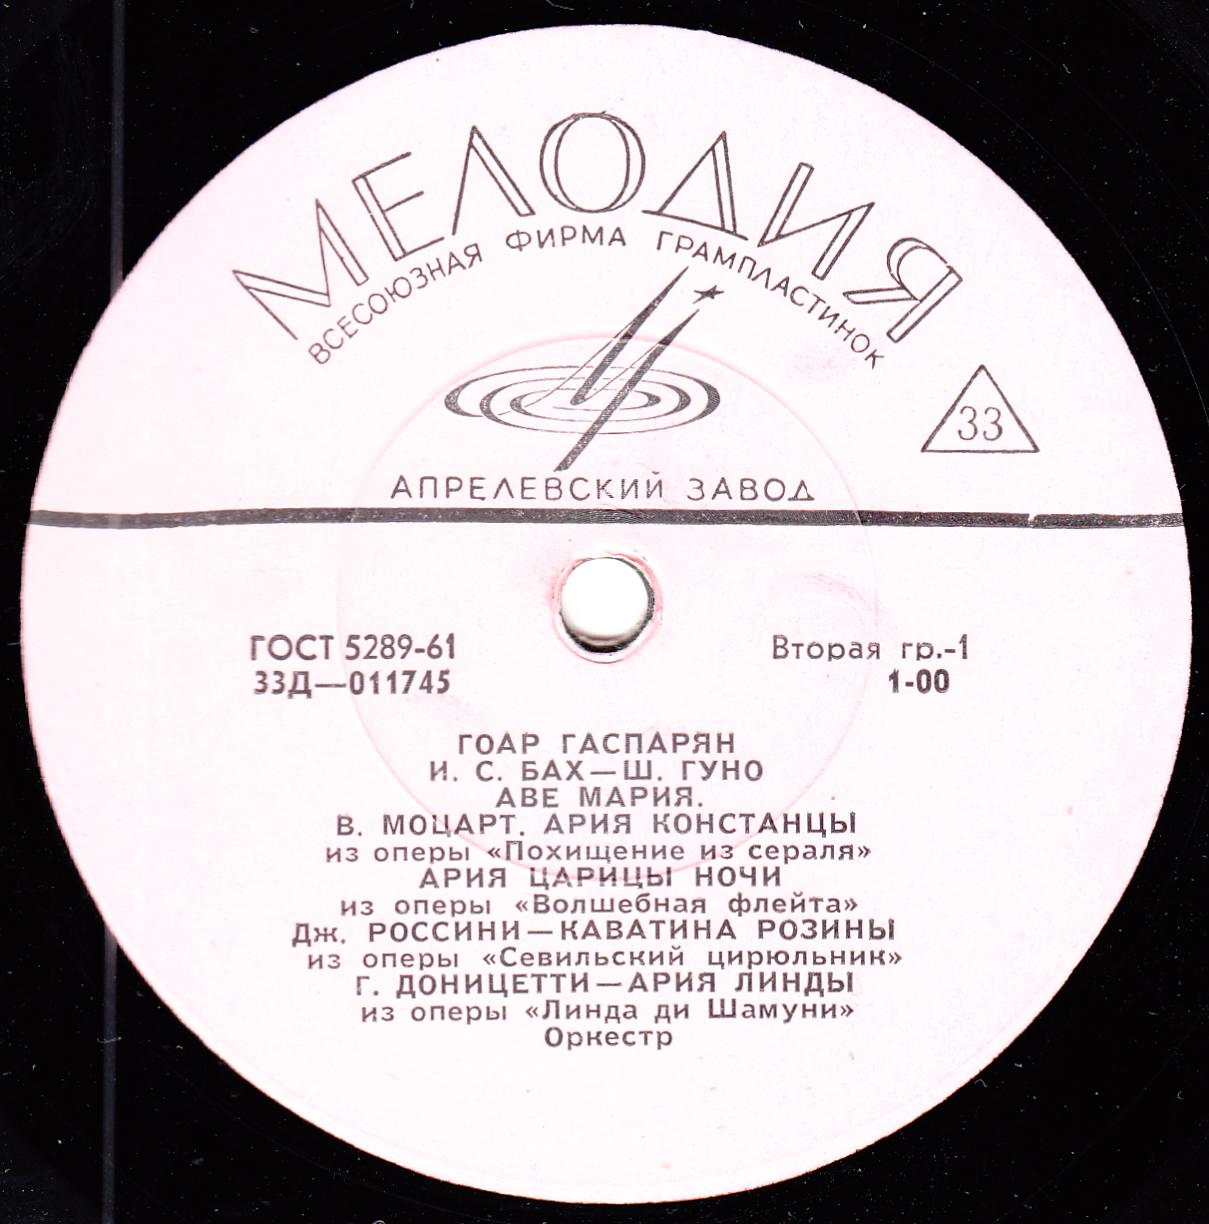 МЕЛОДИЯ
ВСЕСОЮЗНАЯ ФИРМА ГРАМПЛАСТИНОК
33
АПРЕЛЕВСКИЙ ЗАВОД
ГОСТ 5289-61
Вторая гр.-1
33Д—011745
1-00
ГОАР ГАСПАРЯН
И. С. БАХ—Ш. ГУНО
АВЕ МАРИЯ.
В. МОЦАРТ. АРИЯ КОНСТАНЦЫ
из оперы «Похищение из сераля»
АРИЯ ЦАРИЦЫ НОЧИ
из оперы «Волшебная флейта»
Дж. РОССИНИ—КАВАТИНА РОЗИНЫ
из оперы «Севильский цирюльник»
Г. ДОНИЦЕТТИ—АРИЯ ЛИНДЫ
из оперы «Линда ди Шамуни»
Оркестр